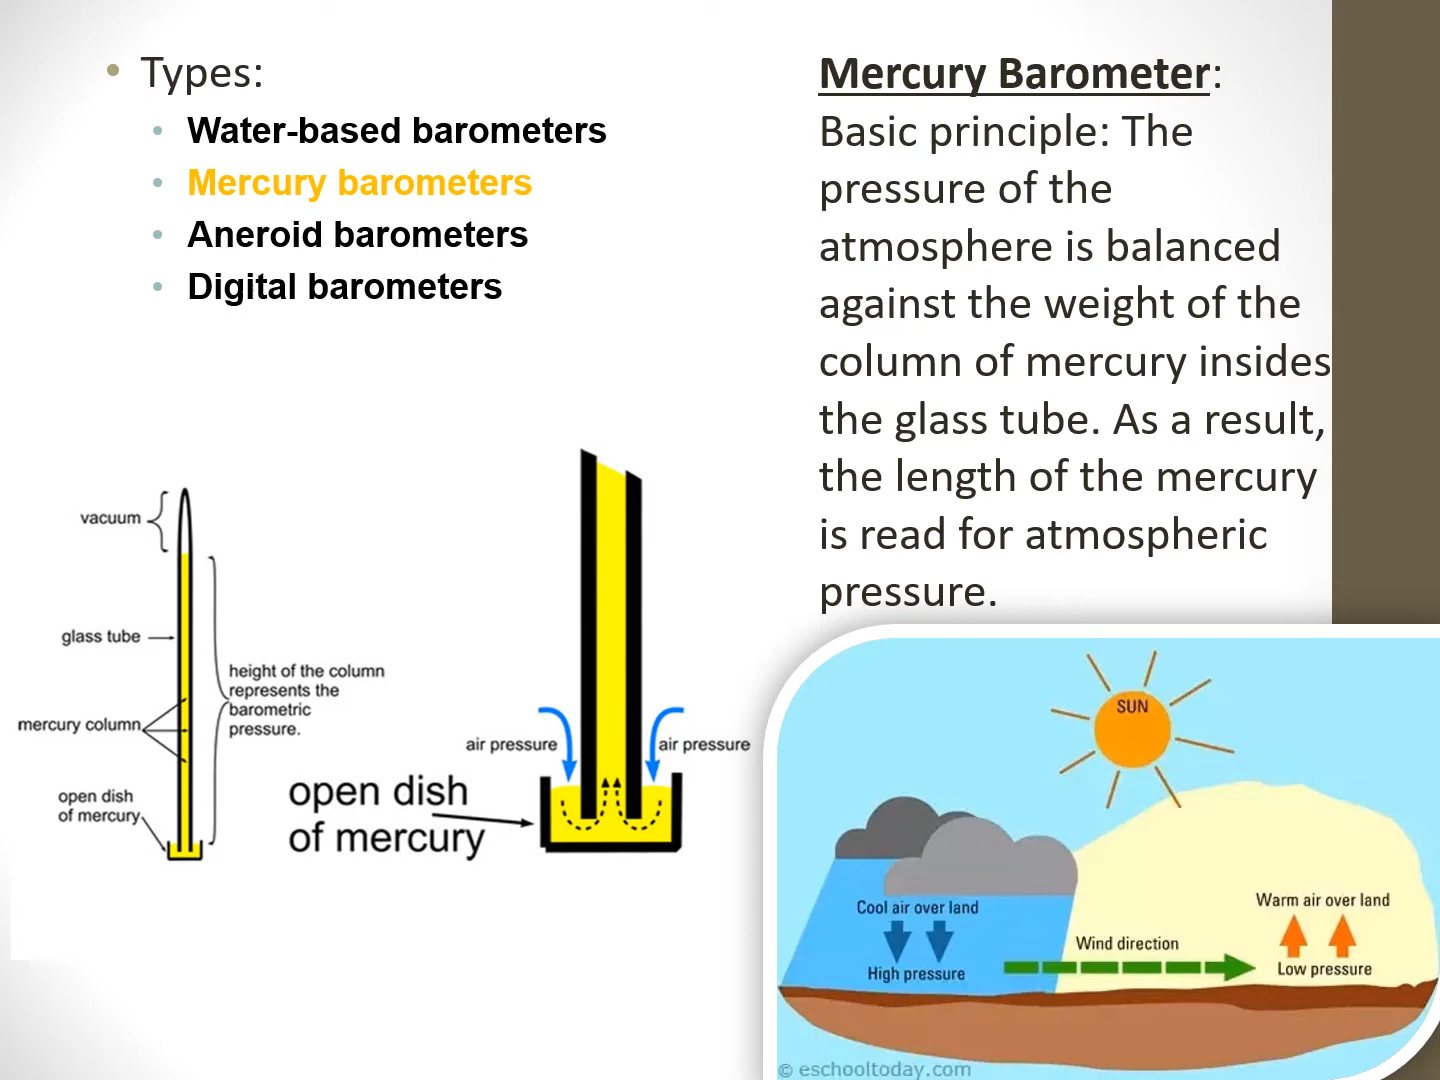 • Types:
• Water-based barometers
• Mercury barometers
• Aneroid barometers
• Digital barometers
Mercury Barometer:
Basic principle: The
pressure of the
atmosphere is balanced
against the weight of the
column of mercury insides
the glass tube. As a result,
the length of the mercury
is read for atmospheric
pressure.
vacuum
glass tube
height of the column
represents the
barometric
pressure.
mercury column
open dish
of mercury
air pressure
air pressure
open dish
of mercury
SUN
Cool air over land
High pressure
Wind direction
Warm air over land
Low pressure
© eschooltoday.com